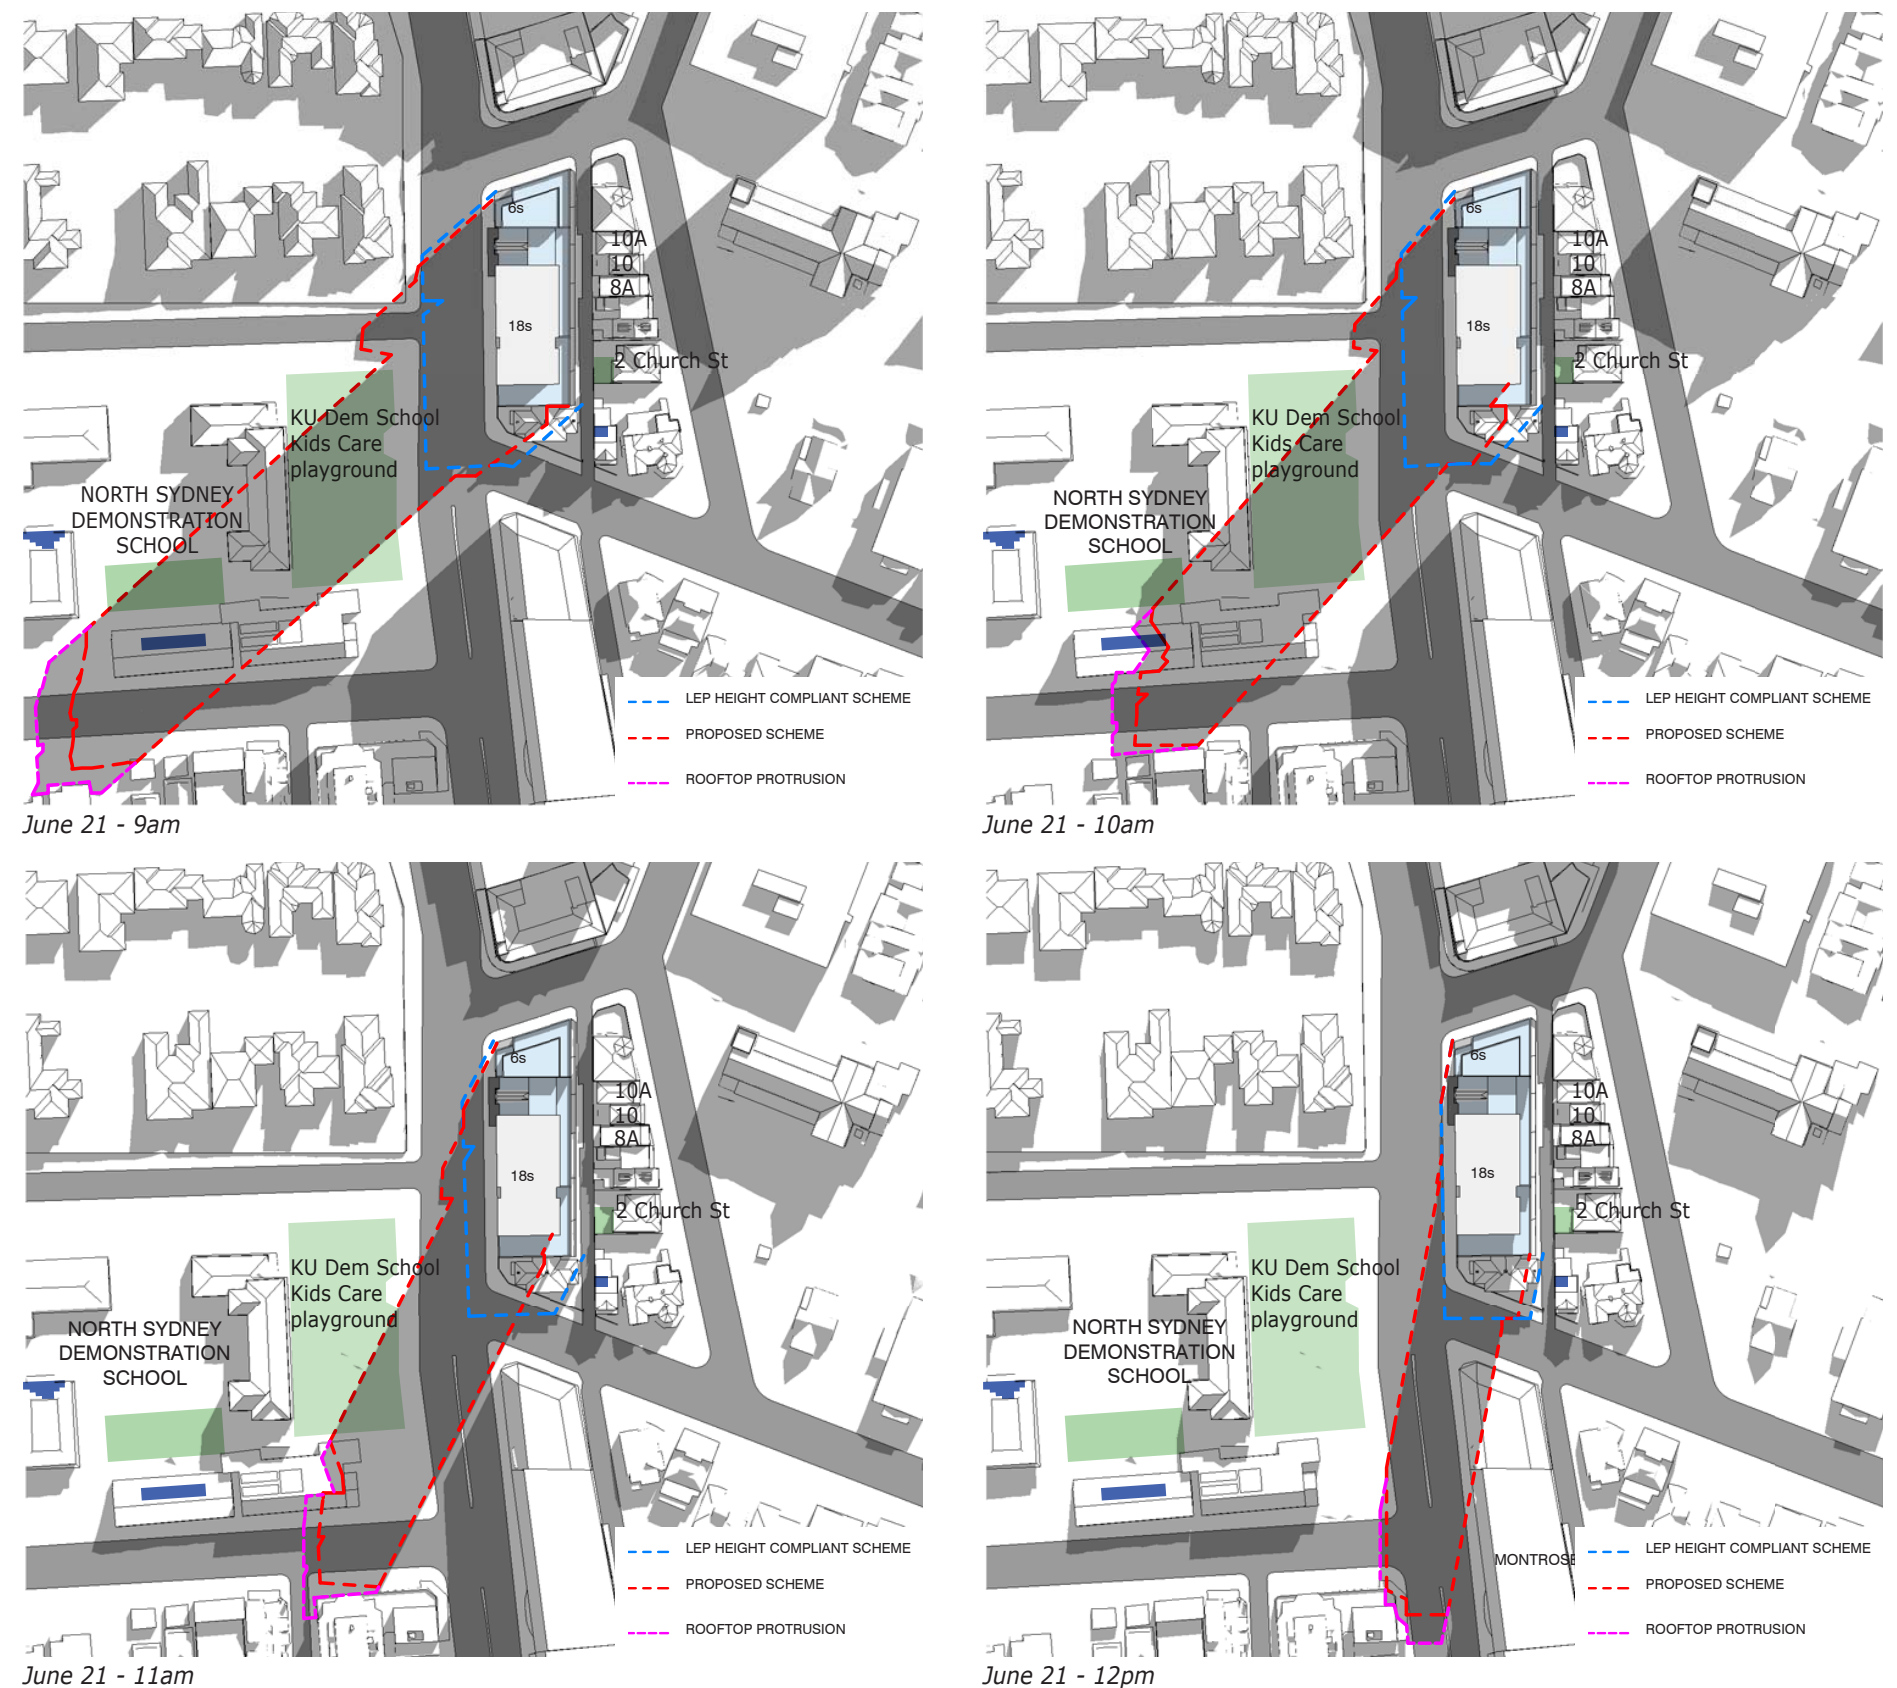 6s
10A
10
8A
18s
2 Church St
KU Dem School
Kids Care
playground
NORTH SYDNEY
DEMONSTRATION
SCHOOL
LEP HEIGHT COMPLIANT SCHEME
PROPOSED SCHEME
ROOFTOP PROTRUSION
June 21 - 9am
6s
10A
10
8A
18s
2 Church St
KU Dem School
Kids Care
playground
NORTH SYDNEY
DEMONSTRATION
SCHOOL
LEP HEIGHT COMPLIANT SCHEME
PROPOSED SCHEME
ROOFTOP PROTRUSION
June 21 - 10am
6s
10A
10
8A
18s
2 Church St
KU Dem School
Kids Care
playground
NORTH SYDNEY
DEMONSTRATION
SCHOOL
LEP HEIGHT COMPLIANT SCHEME
PROPOSED SCHEME
ROOFTOP PROTRUSION
June 21 - 11am
6s
10A
10
8A
18s
2 Church St
KU Dem School
Kids Care
playground
NORTH SYDNEY
DEMONSTRATION
SCHOOL
MONTROSE
LEP HEIGHT COMPLIANT SCHEME
PROPOSED SCHEME
ROOFTOP PROTRUSION
June 21 - 12pm